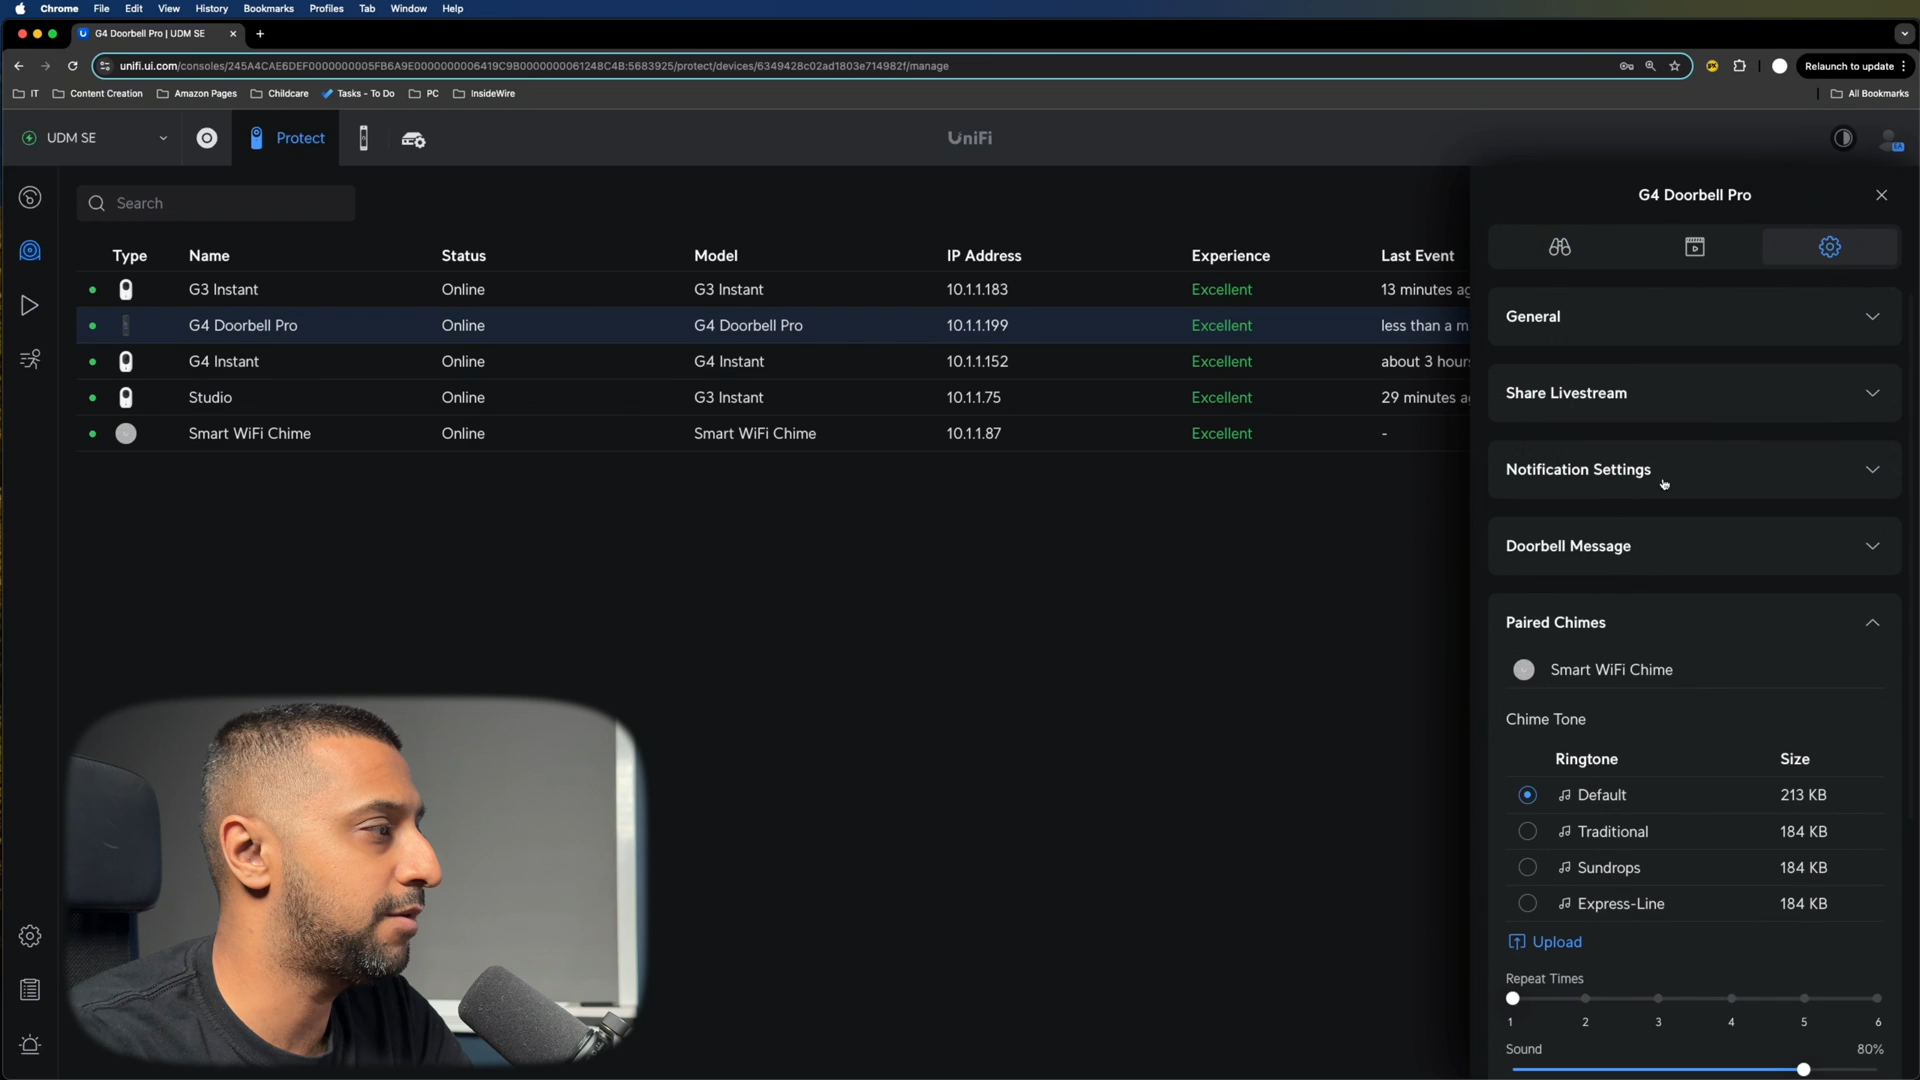 Chrome File Edit View History Bookmarks Profiles Tab Window Help
G4 Doorbell Pro | UDM SE
unifi.ui.com/consoles/245A4CAE6DEF0000000005FB6A9E0000000006419C9B0000000061248C4B:5683925/protect/devices/6349428c02ad1803e714982f/manage
Relaunch to update
IT Content Creation Amazon Pages Childcare Tasks - To Do PC InsideWire All Bookmarks
UDM SE Protect UniFi
EA
G4 Doorbell Pro
Search
Type Name Status Model IP Address Experience Last Event
G3 Instant Online G3 Instant 10.1.1.183 Excellent 13 minutes ag
G4 Doorbell Pro Online G4 Doorbell Pro 10.1.1.199 Excellent less than a m
G4 Instant Online G4 Instant 10.1.1.152 Excellent about 3 hours
Studio Online G3 Instant 10.1.1.75 Excellent 29 minutes ag
Smart WiFi Chime Online Smart WiFi Chime 10.1.1.87 Excellent -
General
Share Livestream
Notification Settings
Doorbell Message
Paired Chimes
Smart WiFi Chime
Chime Tone
Ringtone Size
Default 213 KB
Traditional 184 KB
Sundrops 184 KB
Express-Line 184 KB
Upload
Repeat Times
1 2 3 4 5 6
Sound 80%